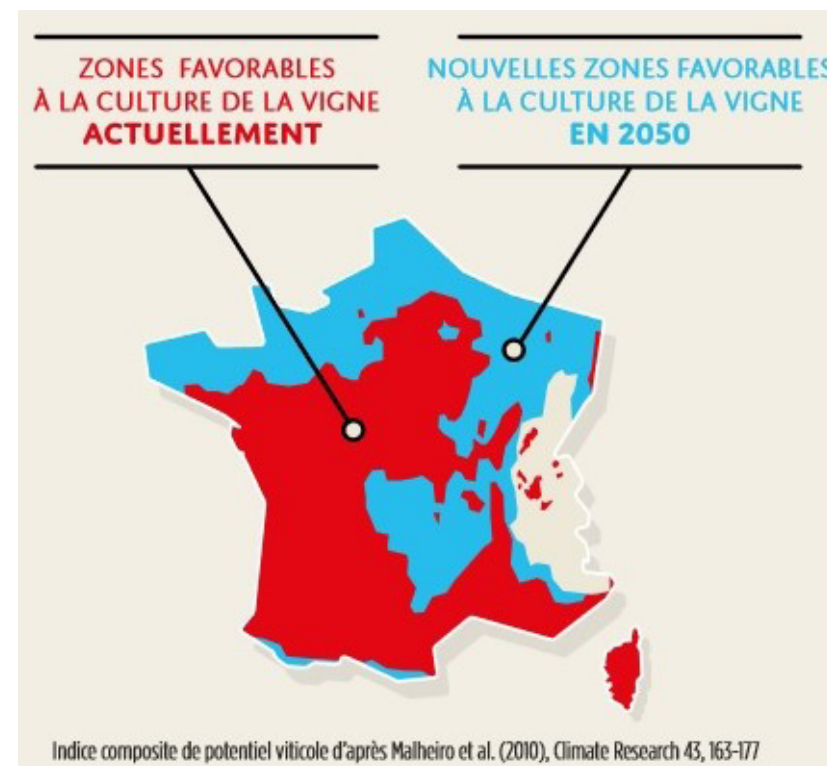 ZONES FAVORABLES
À LA CULTURE DE LA VIGNE
ACTUELLEMENT
NOUVELLES ZONES FAVORABLES
À LA CULTURE DE LA VIGNE
EN 2050
Indice composite de potentiel viticole d'après Malheiro et al. (2010), Climate Research 43, 163-177